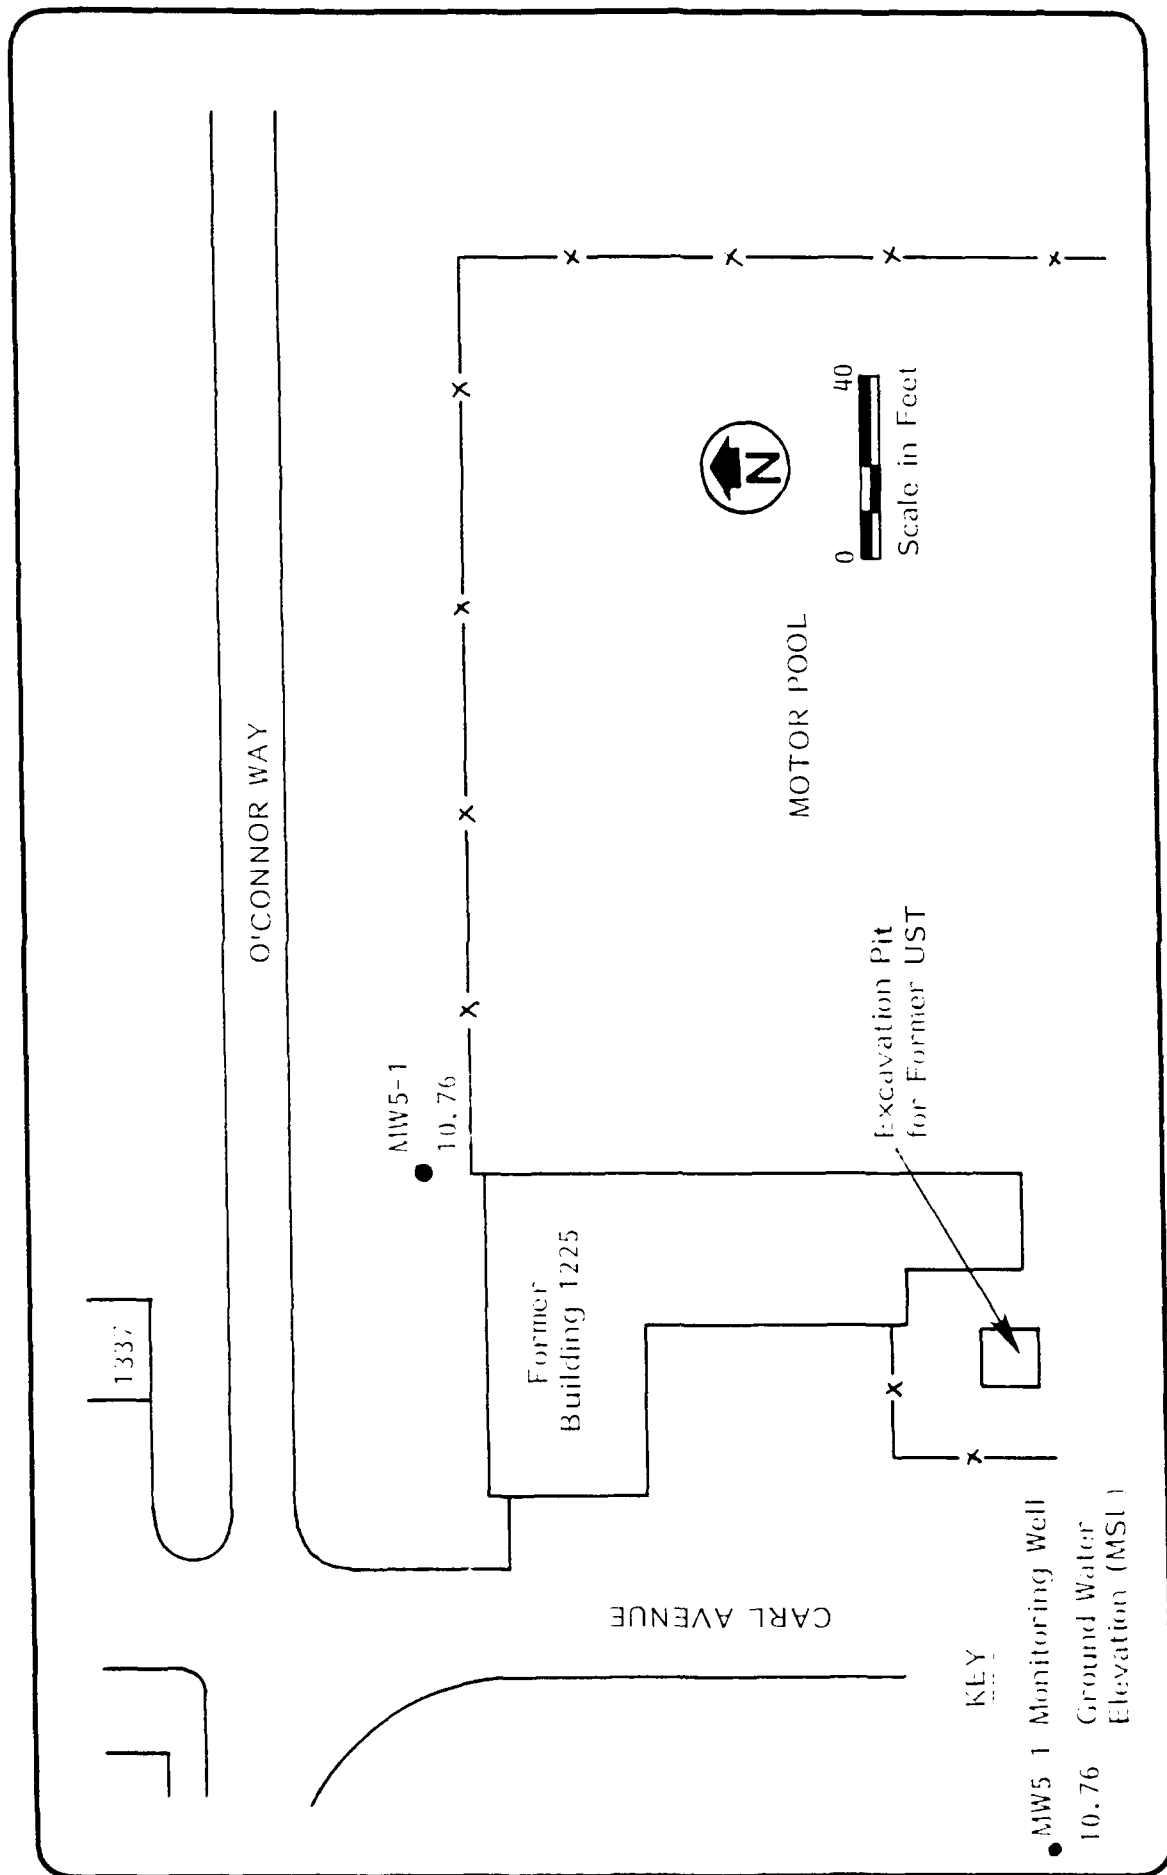 1337
O'CONNOR WAY
MW5-1
10.76
Former
Building 1225
CARL AVENUE
MOTOR POOL
N
0 40
Scale in Feet
Excavation Pit
for Former UST
KEY
MW5 1 Monitoring Well
10.76 Ground Water
Elevation (MSL)